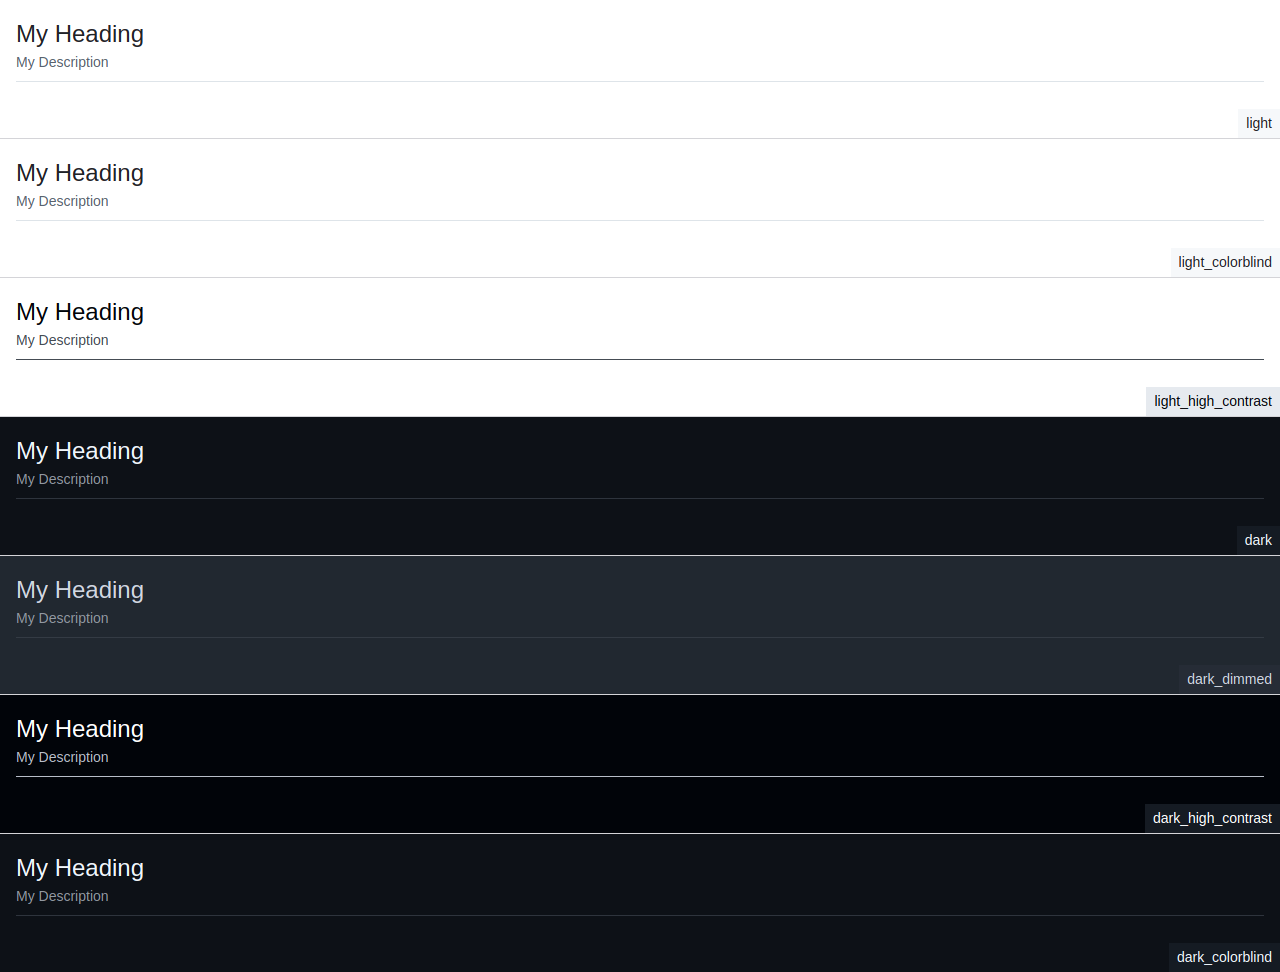 My Heading
My Description
light
My Heading
My Description
light_colorblind
My Heading
My Description
light_high_contrast
My Heading
My Description
dark
My Heading
My Description
dark_dimmed
My Heading
My Description
dark_high_contrast
My Heading
My Description
dark_colorblind